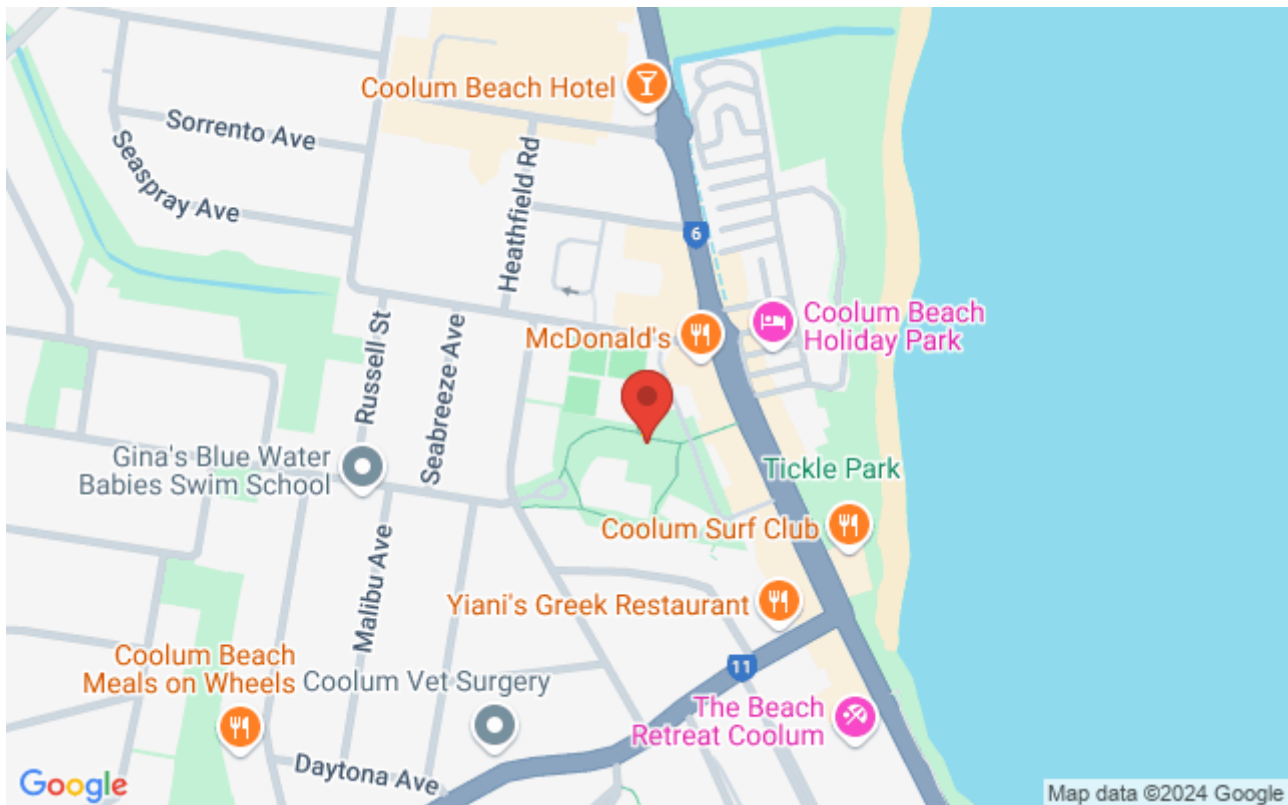 Coolum Beach Hotel
Sorrento Ave
Seaspray Ave
Heathfield Rd
6
Coolum Beach
Holiday Park
McDonald's
Russell St
Seabreeze Ave
Gina's Blue Water
Babies Swim School
Tickle Park
Coolum Surf Club
Malibu Ave
Yiani's Greek Restaurant
Coolum Beach
Meals on Wheels
Coolum Vet Surgery
11
The Beach
Retreat Coolum
Daytona Ave
Google
Map data ©2024 Google